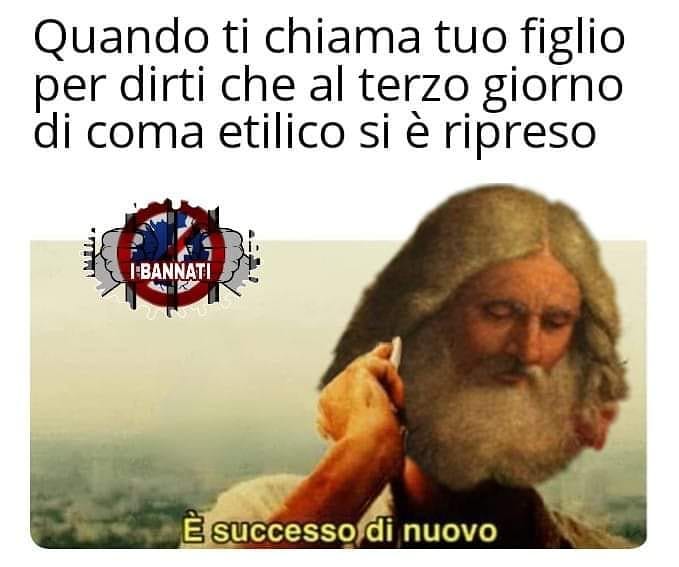 Quando ti chiama tuo figlio
per dirti che al terzo giorno
di coma etilico si è ripreso
I BANNATI
È successo di nuovo